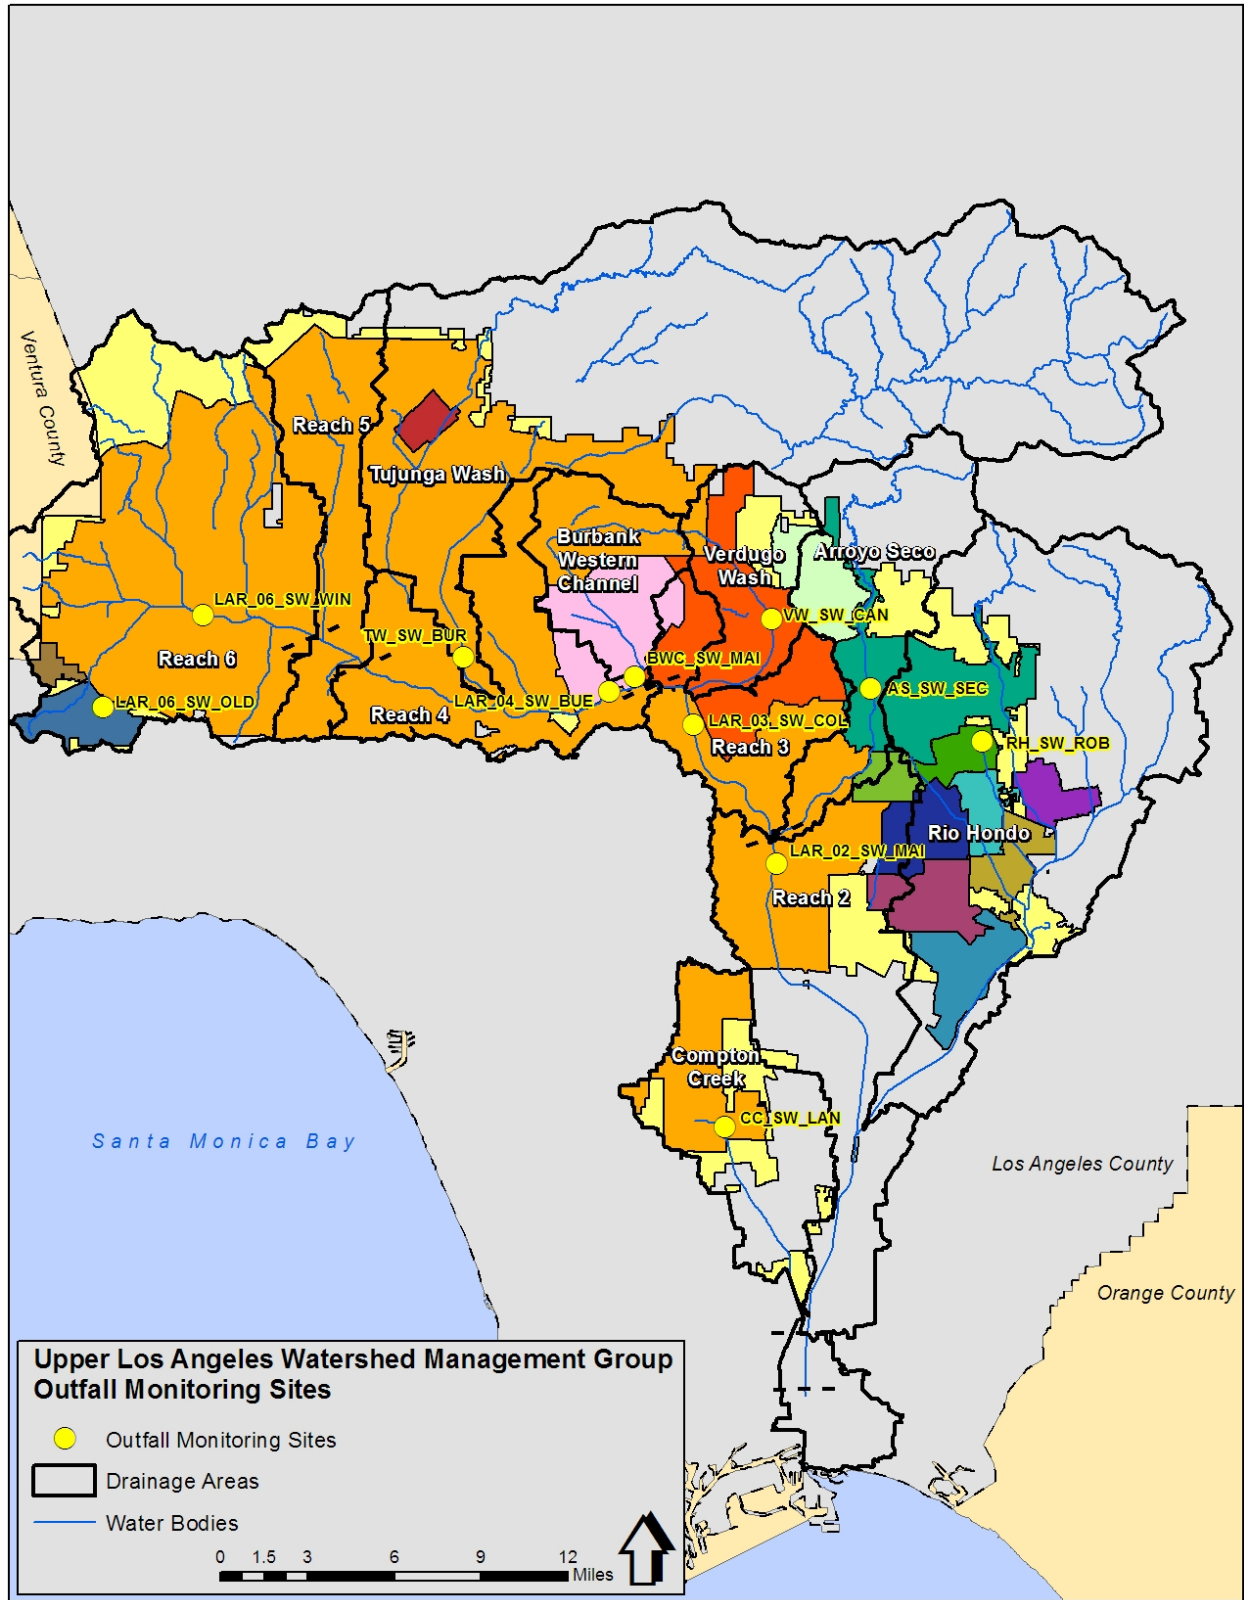 Ventura County
Reach 5
Tujunga Wash
Burbank
Western
Channel
Verdugo
Wash
Arroyo Seco
LAR_06_SW_WIN
TW_SW_BUR
VW_SW_CAN
Reach 6
BWC_SW_MAI
LAR_06_SW_OLD
LAR_04_SW_BUE
AS_SW_SEC
Reach 4
LAR_03_SW_COL
Reach 3
RH_SW_ROB
Rio Hondo
LAR_02_SW_MAI
Reach 2
Compton
Creek
CC_SW_LAN
Santa Monica Bay
Los Angeles County
Orange County
Upper Los Angeles Watershed Management Group
Outfall Monitoring Sites
Outfall Monitoring Sites
Drainage Areas
Water Bodies
0 1.5 3 6 9 12
Miles